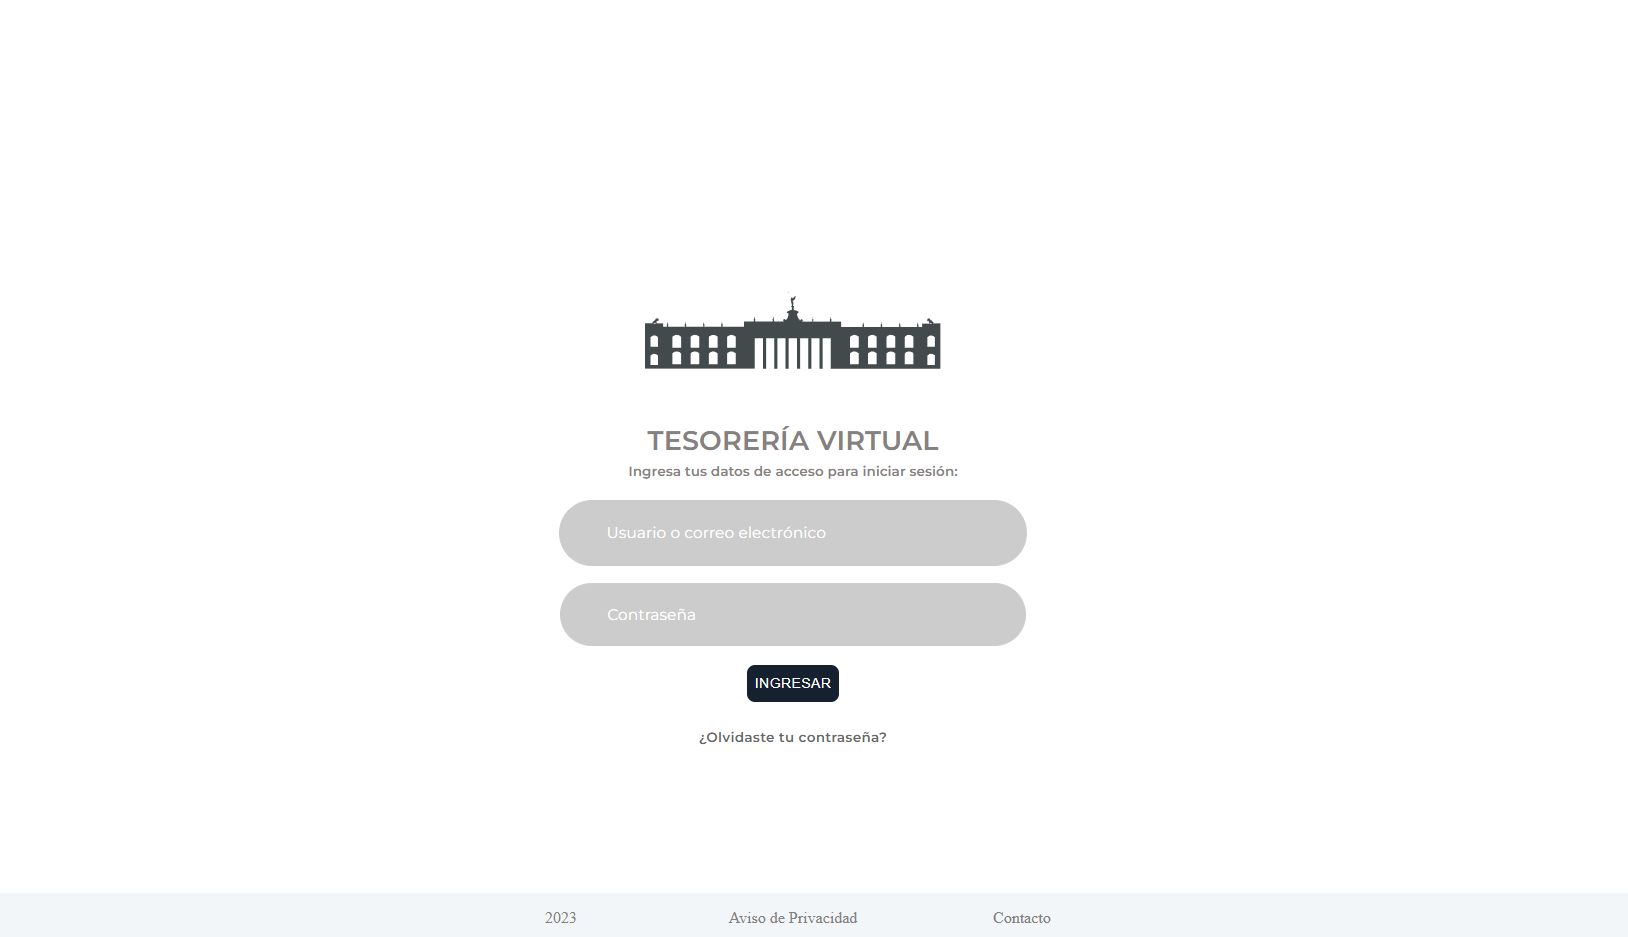 TESORERÍA VIRTUAL
Ingresa tus datos de acceso para iniciar sesión:
Usuario o correo electrónico
Contraseña
INGRESAR
¿Olvidaste tu contraseña?
2023 Aviso de Privacidad Contacto